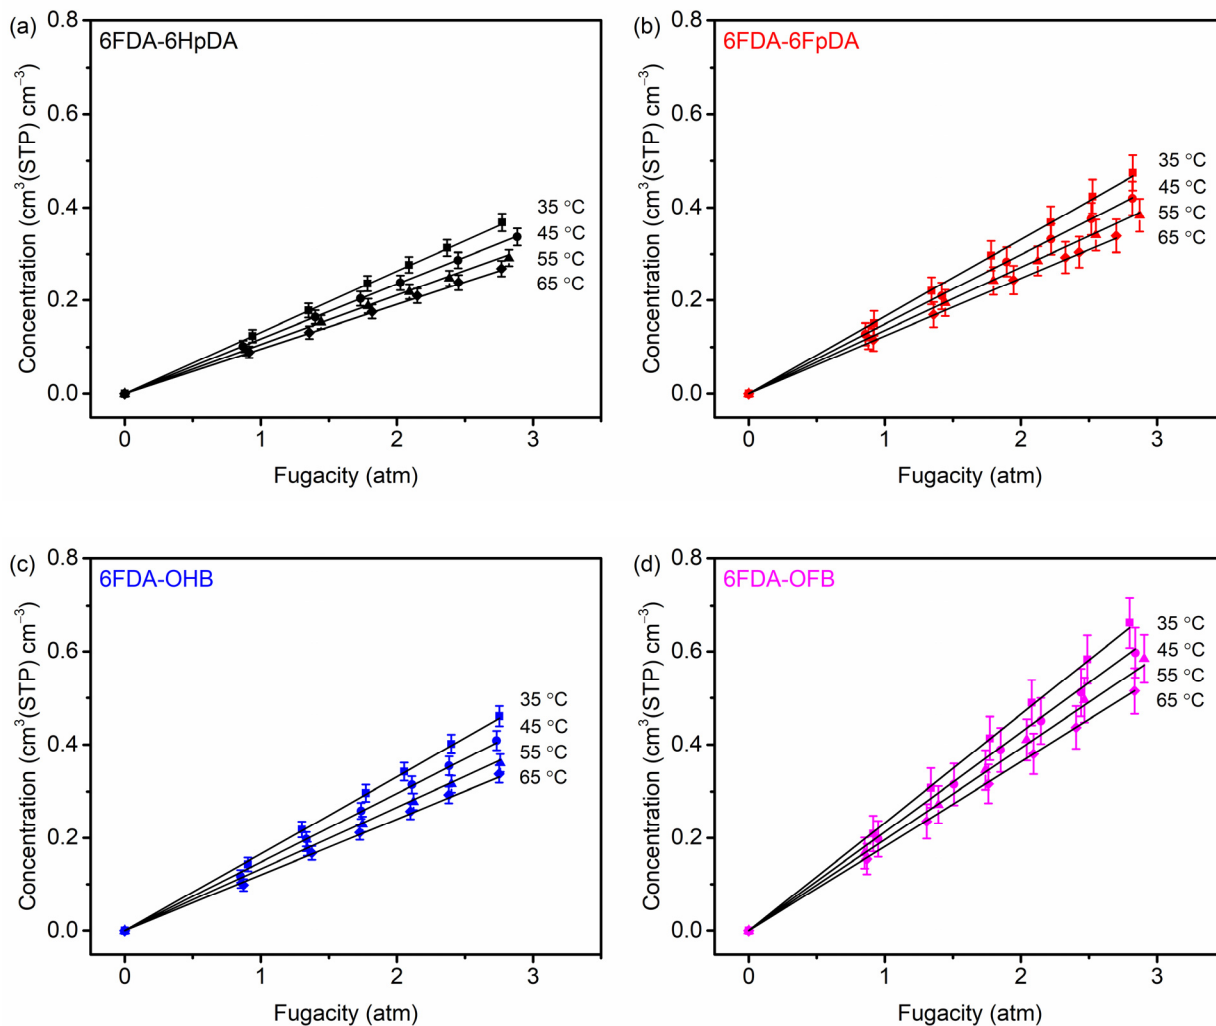 (a)
6FDA-6HpDA
Concentration (cm³(STP) cm⁻³)
0.8
0.6
0.4
0.2
0.0
35 °C
45 °C
55 °C
65 °C
0
1
2
3
Fugacity (atm)
(b)
6FDA-6FpDA
Concentration (cm³(STP) cm⁻³)
0.8
0.6
0.4
0.2
0.0
35 °C
45 °C
55 °C
65 °C
0
1
2
3
Fugacity (atm)
(c)
6FDA-OHB
Concentration (cm³(STP) cm⁻³)
0.8
0.6
0.4
0.2
0.0
35 °C
45 °C
55 °C
65 °C
0
1
2
3
Fugacity (atm)
(d)
6FDA-OFB
Concentration (cm³(STP) cm⁻³)
0.8
0.6
0.4
0.2
0.0
35 °C
45 °C
55 °C
65 °C
0
1
2
3
Fugacity (atm)